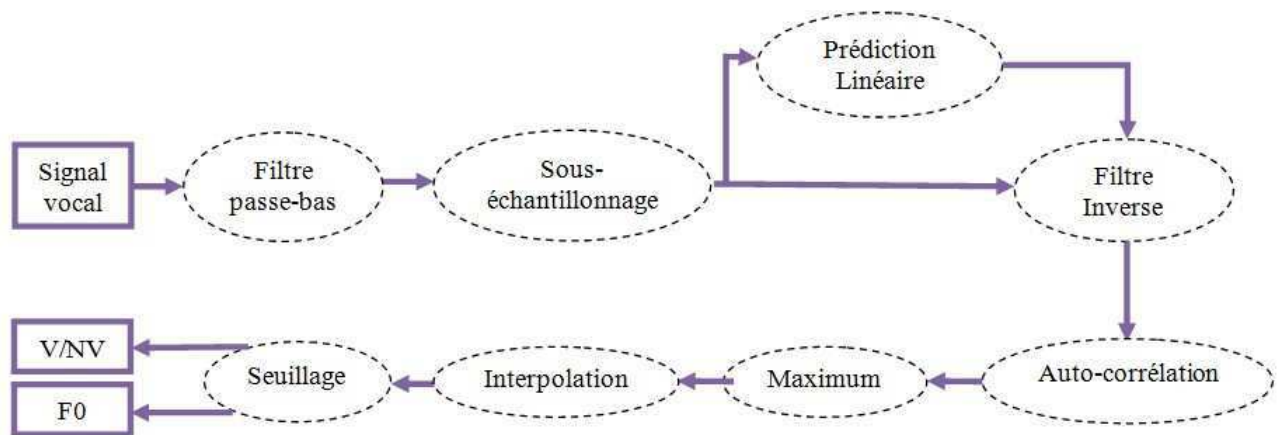 Signal
vocal
Filtre
passe-bas
Sous-
échantillonnage
Prédiction
Linéaire
Filtre
Inverse
Auto-corrélation
Maximum
Interpolation
Seuillage
V/NV
F0